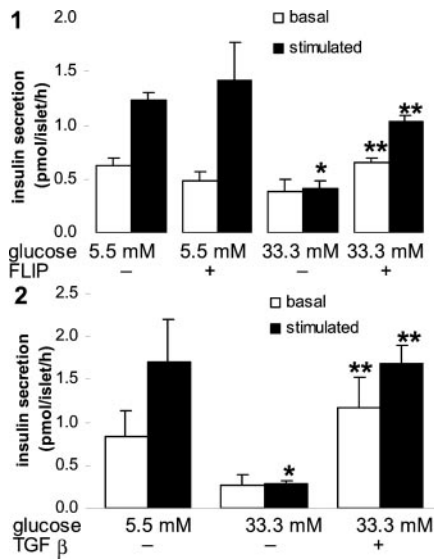 1
2.0
basal
stimulated
1.5
1.0
0.5
0.0
insulin secretion
(pmol/islet/h)
* ** **
glucose 5.5 mM 5.5 mM 33.3 mM 33.3 mM
FLIP – + – +
2
2.5
basal
stimulated
2.0
1.5
1.0
0.5
0.0
insulin secretion
(pmol/islet/h)
* ** **
glucose 5.5 mM 33.3 mM 33.3 mM
TGF β – – +